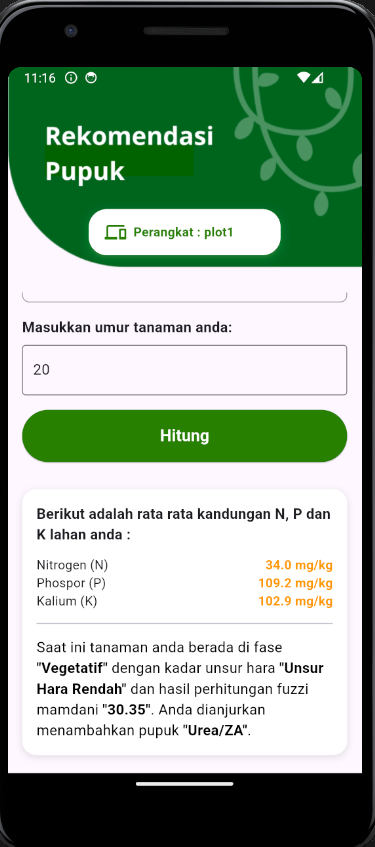 11:16
Rekomendasi
Pupuk
Perangkat : plot1
Masukkan umur tanaman anda:
20
Hitung
Berikut adalah rata rata kandungan N, P dan
K lahan anda :
Nitrogen (N) 34.0 mg/kg
Phospor (P) 109.2 mg/kg
Kalium (K) 102.9 mg/kg
Saat ini tanaman anda berada di fase
"Vegetatif" dengan kadar unsur hara "Unsur
Hara Rendah" dan hasil perhitungan fuzzi
mamdani "30.35". Anda dianjurkan
menambahkan pupuk "Urea/ZA".